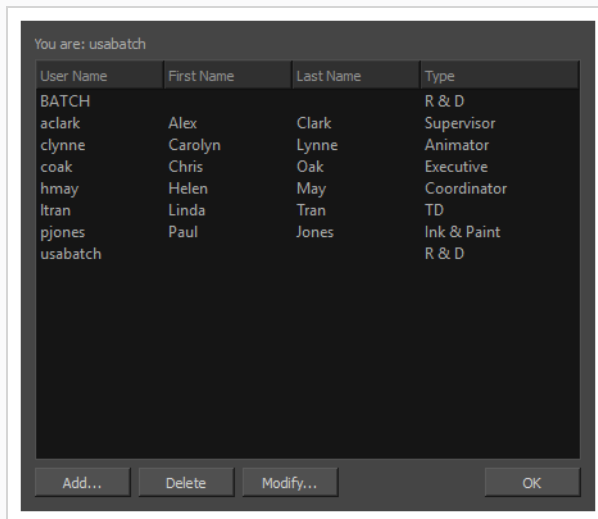 You are: usabatch
User Name First Name Last Name Type
BATCH R & D
aclark Alex Clark Supervisor
clynne Carolyn Lynne Animator
coak Chris Oak Executive
hmay Helen May Coordinator
ltran Linda Tran TD
pjones Paul Jones Ink & Paint
usabatch R & D
Add... Delete Modify... OK